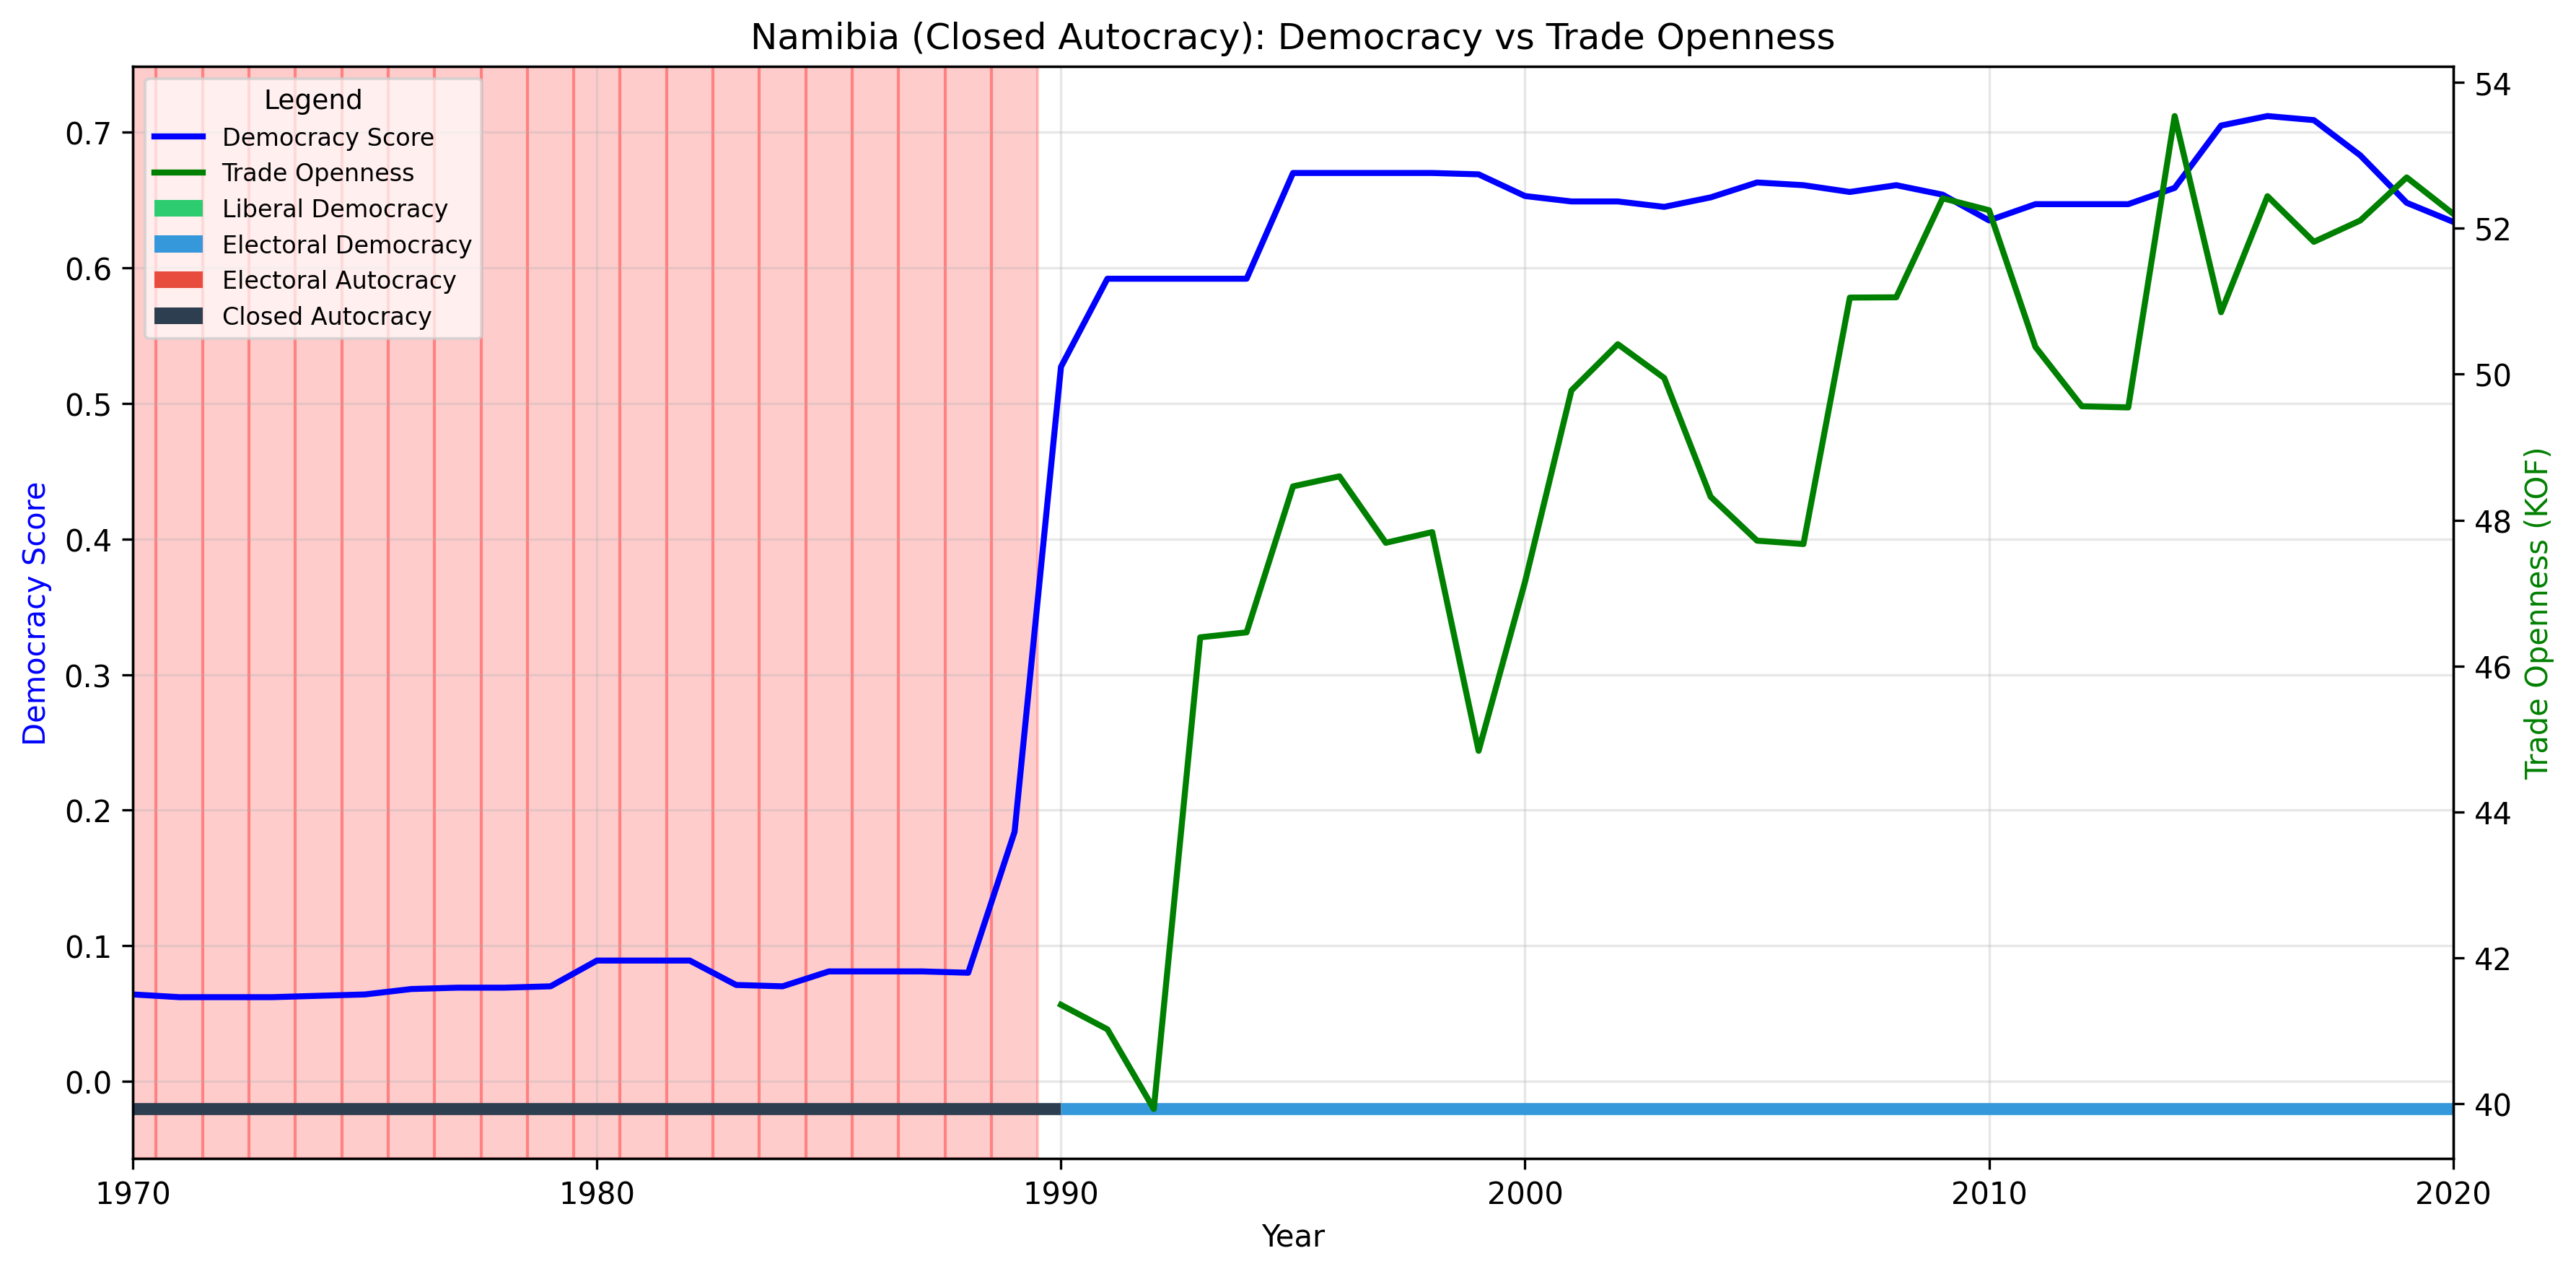 Namibia (Closed Autocracy): Democracy vs Trade Openness
Legend
Democracy Score
Trade Openness
Liberal Democracy
Electoral Democracy
Electoral Autocracy
Closed Autocracy
0.7
0.6
0.5
0.4
0.3
0.2
0.1
0.0
Democracy Score
54
52
50
48
46
44
42
40
Trade Openness (KOF)
1970 1980 1990 2000 2010 2020
Year